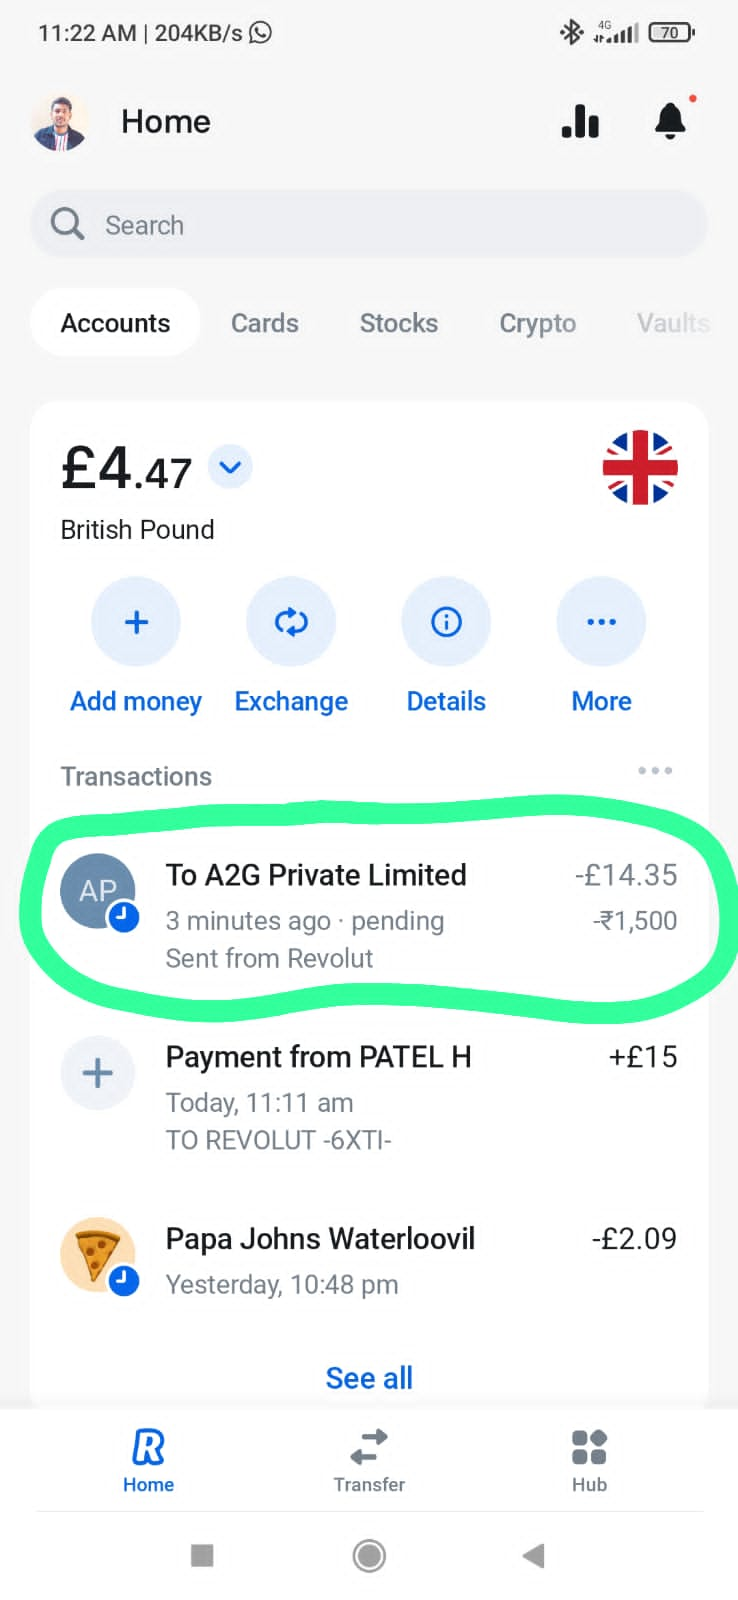 11:22 AM | 204KB/s
4G
70
Home
Search
Accounts Cards Stocks Crypto Vaults
£4.47
British Pound
Add money Exchange Details More
Transactions
AP
To A2G Private Limited -£14.35
3 minutes ago · pending -₹1,500
Sent from Revolut
Payment from PATEL H +£15
Today, 11:11 am
TO REVOLUT -6XTI-
Papa Johns Waterloovil -£2.09
Yesterday, 10:48 pm
See all
R
Home Transfer Hub